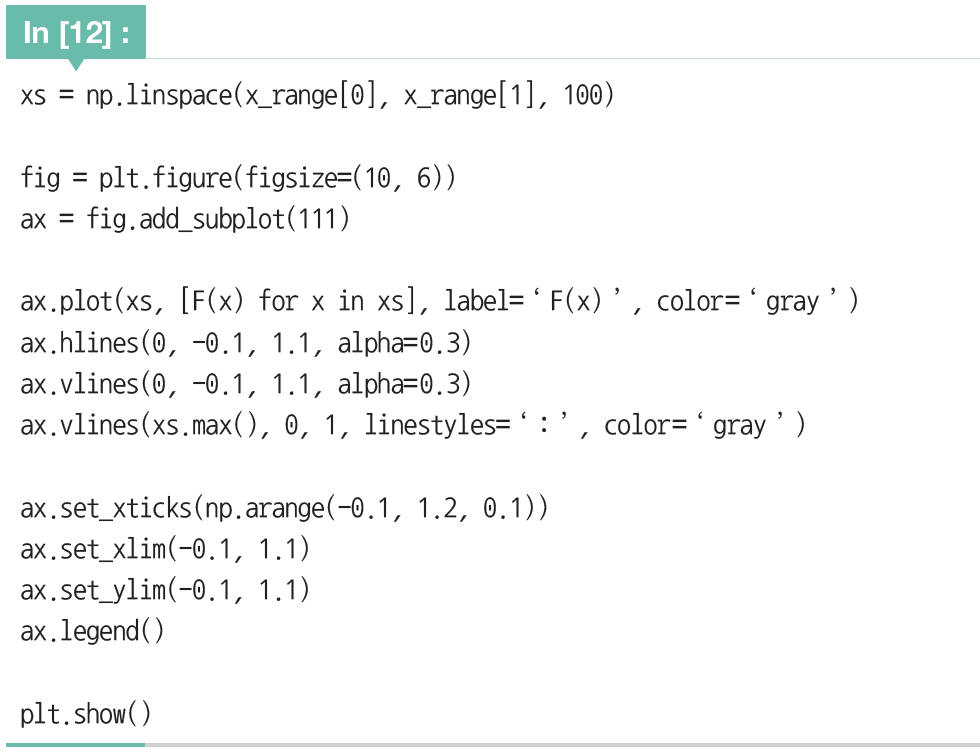 In [12] :
xs = np.linspace(x_range[0], x_range[1], 100)
fig = plt.figure(figsize=(10, 6))
ax = fig.add_subplot(111)
ax.plot(xs, [F(x) for x in xs], label=‘F(x)’, color=‘gray’)
ax.hlines(0, -0.1, 1.1, alpha=0.3)
ax.vlines(0, -0.1, 1.1, alpha=0.3)
ax.vlines(xs.max(), 0, 1, linestyles=‘:’, color=‘gray’)
ax.set_xticks(np.arange(-0.1, 1.2, 0.1))
ax.set_xlim(-0.1, 1.1)
ax.set_ylim(-0.1, 1.1)
ax.legend()
plt.show()